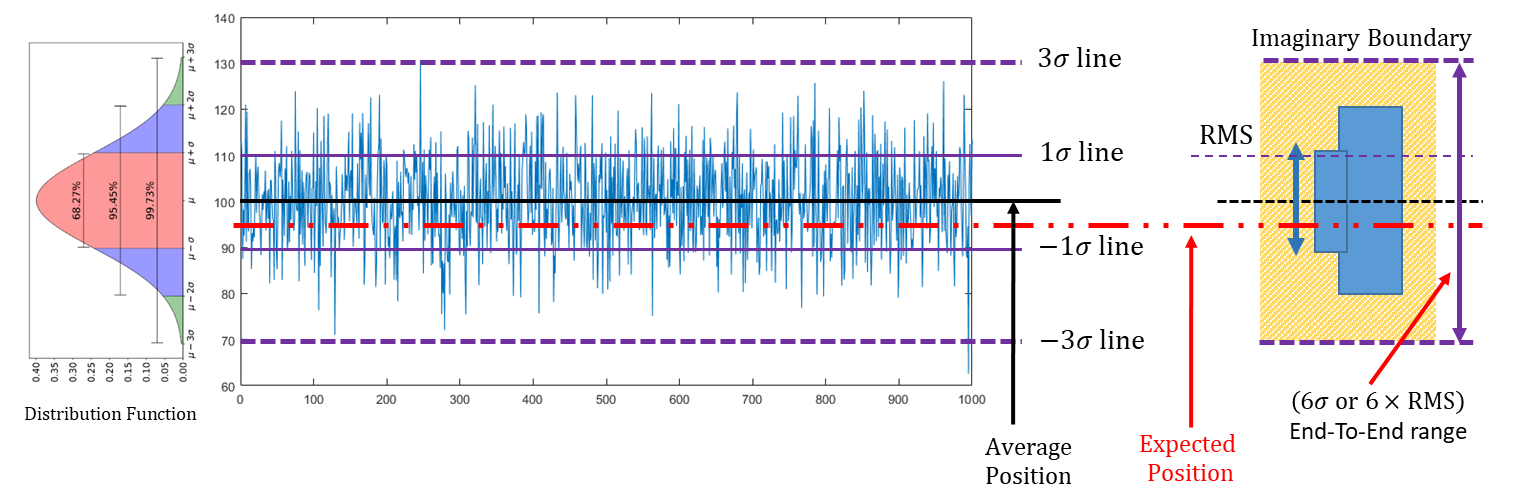 μ + 3σ
μ + 2σ
μ + σ
μ
μ − σ
μ − 2σ
μ − 3σ
68.27%
95.45%
99.73%
0.40
0.35
0.30
0.25
0.20
0.15
0.10
0.05
0.00
Distribution Function
140
130
120
110
100
90
80
70
60
0
100
200
300
400
500
600
700
800
900
1000
3σ line
1σ line
−1σ line
−3σ line
Average
Position
Expected
Position
Imaginary Boundary
RMS
(6σ or 6 × RMS)
End-To-End range